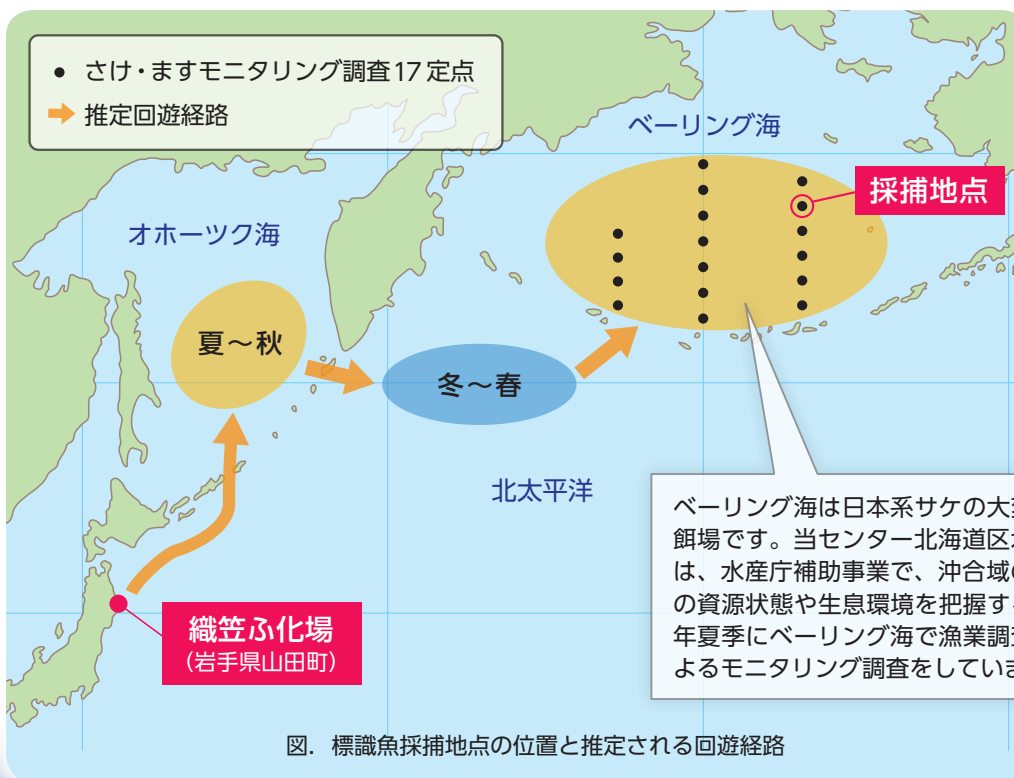 さけ・ますモニタリング調査17定点
推定回遊経路
ベーリング海
採捕地点
オホーツク海
夏～秋
冬～春
北太平洋
ベーリング海は日本系サケの大
餌場です。当センター北海道区
は、水産庁補助事業で、沖合域
の資源状態や生息環境を把握す
年夏季にベーリング海で漁業調
よるモニタリング調査をしていま
織笠ふ化場
(岩手県山田町)
図. 標識魚採捕地点の位置と推定される回遊経路